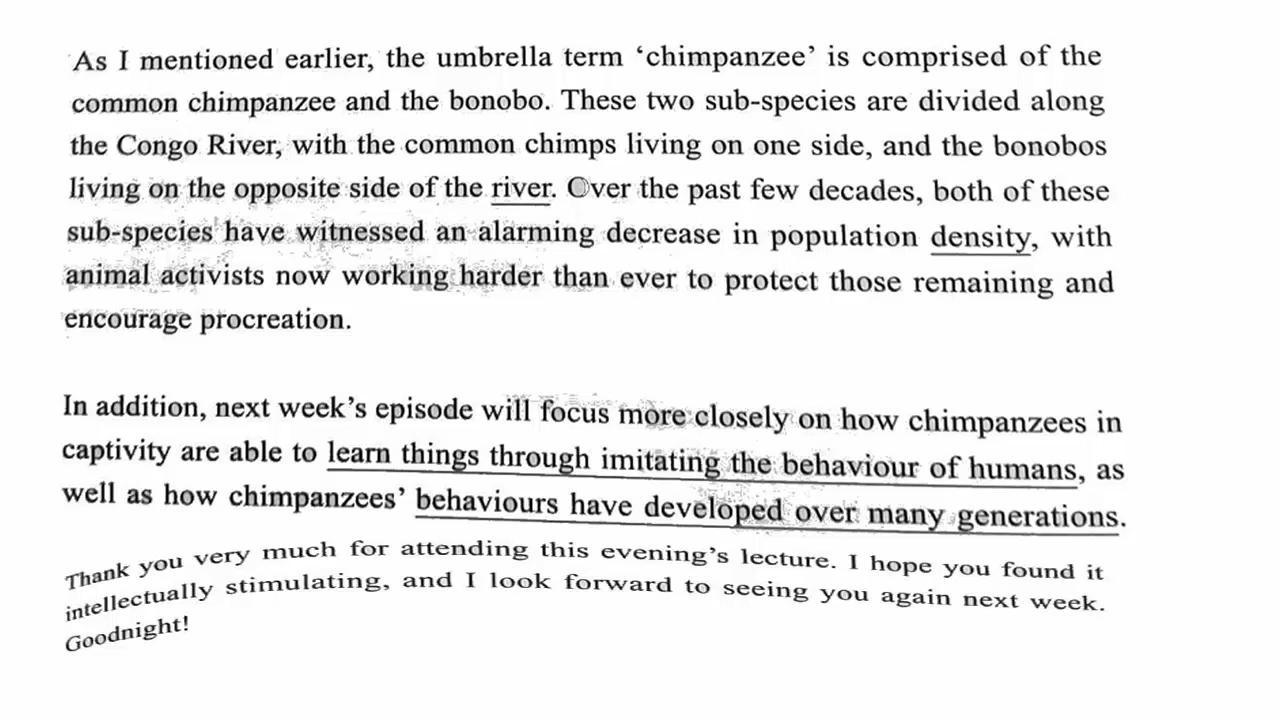 As I mentioned earlier, the umbrella term ‘chimpanzee’ is comprised of the
common chimpanzee and the bonobo. These two sub-species are divided along
the Congo River, with the common chimps living on one side, and the bonobos
living on the opposite side of the river. Over the past few decades, both of these
sub-species have witnessed an alarming decrease in population density, with
animal activists now working harder than ever to protect those remaining and
encourage procreation.

In addition, next week’s episode will focus more closely on how chimpanzees in
captivity are able to learn things through imitating the behaviour of humans, as
well as how chimpanzees’ behaviours have developed over many generations.
Thank you very much for attending this evening’s lecture. I hope you found it
intellectually stimulating, and I look forward to seeing you again next week.
Goodnight!